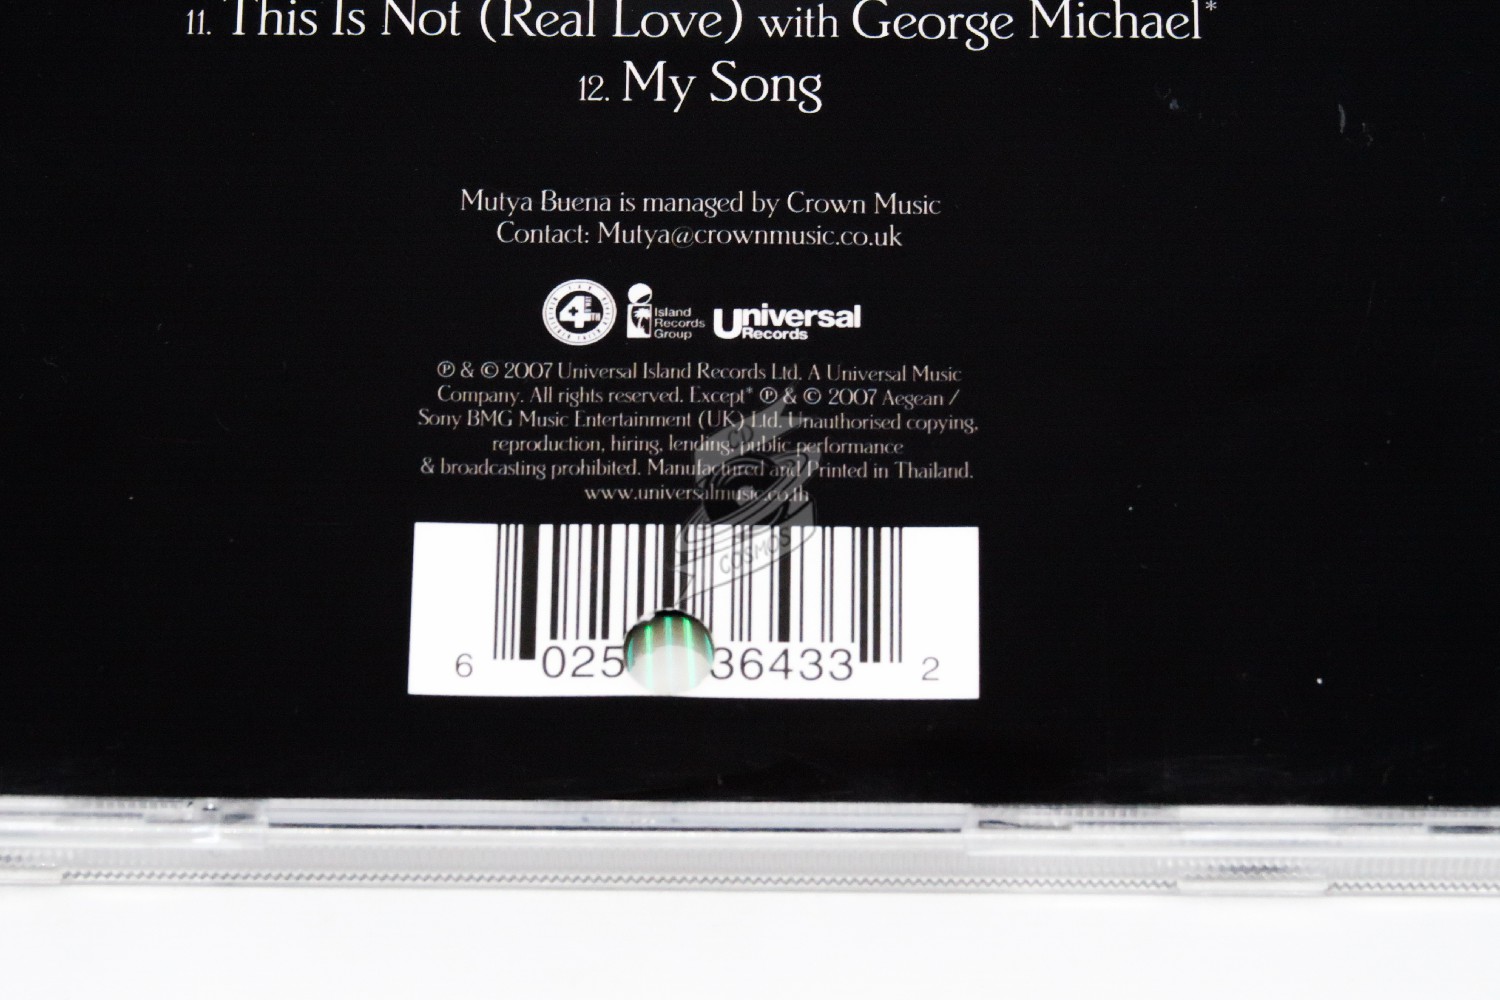 11. This Is Not (Real Love) with George Michael*
12. My Song
Mutya Buena is managed by Crown Music
Contact: Mutya@crownmusic.co.uk
4TH
Island
Records
Group
Universal
Records
℗ & © 2007 Universal Island Records Ltd. A Universal Music
Company. All rights reserved. Except* ℗ & © 2007 Aegean /
Sony BMG Music Entertainment (UK) Ltd. Unauthorised copying,
reproduction, hiring, lending, public performance
& broadcasting prohibited. Manufactured and Printed in Thailand.
www.universalmusic.co.th
CD
COSMOS
6 025 36433 2